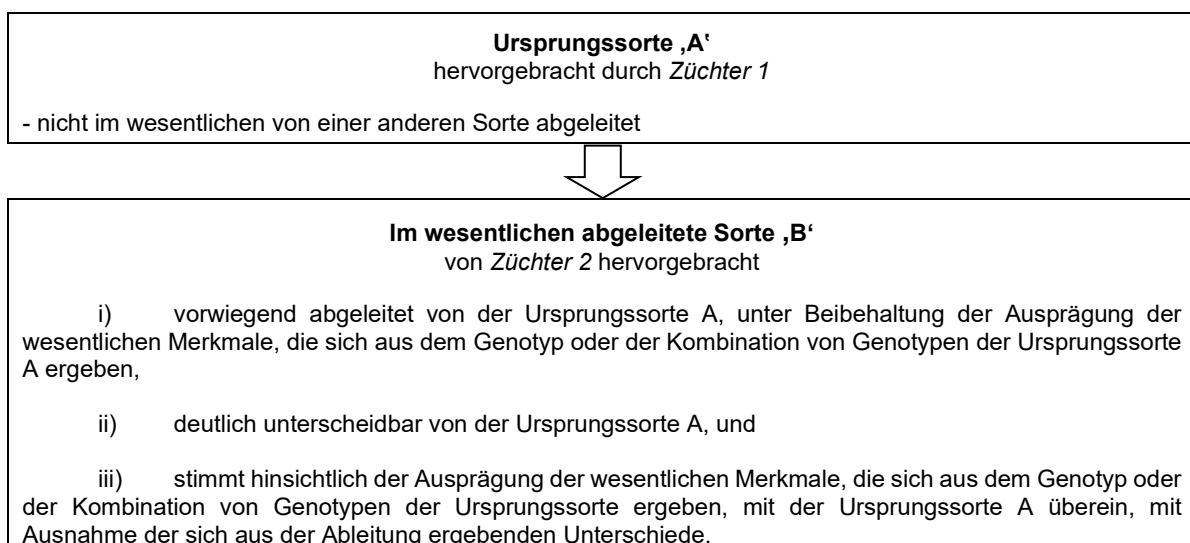 Ursprungssorte ‚A‘
hervorgebracht durch Züchter 1
- nicht im wesentlichen von einer anderen Sorte abgeleitet
Im wesentlichen abgeleitete Sorte ‚B‘
von Züchter 2 hervorgebracht
i) vorwiegend abgeleitet von der Ursprungssorte A, unter Beibehaltung der Ausprägung der
wesentlichen Merkmale, die sich aus dem Genotyp oder der Kombination von Genotypen der Ursprungssorte
A ergeben,
ii) deutlich unterscheidbar von der Ursprungssorte A, und
iii) stimmt hinsichtlich der Ausprägung der wesentlichen Merkmale, die sich aus dem Genotyp oder
der Kombination von Genotypen der Ursprungssorte ergeben, mit der Ursprungssorte A überein, mit
Ausnahme der sich aus der Ableitung ergebenden Unterschiede.